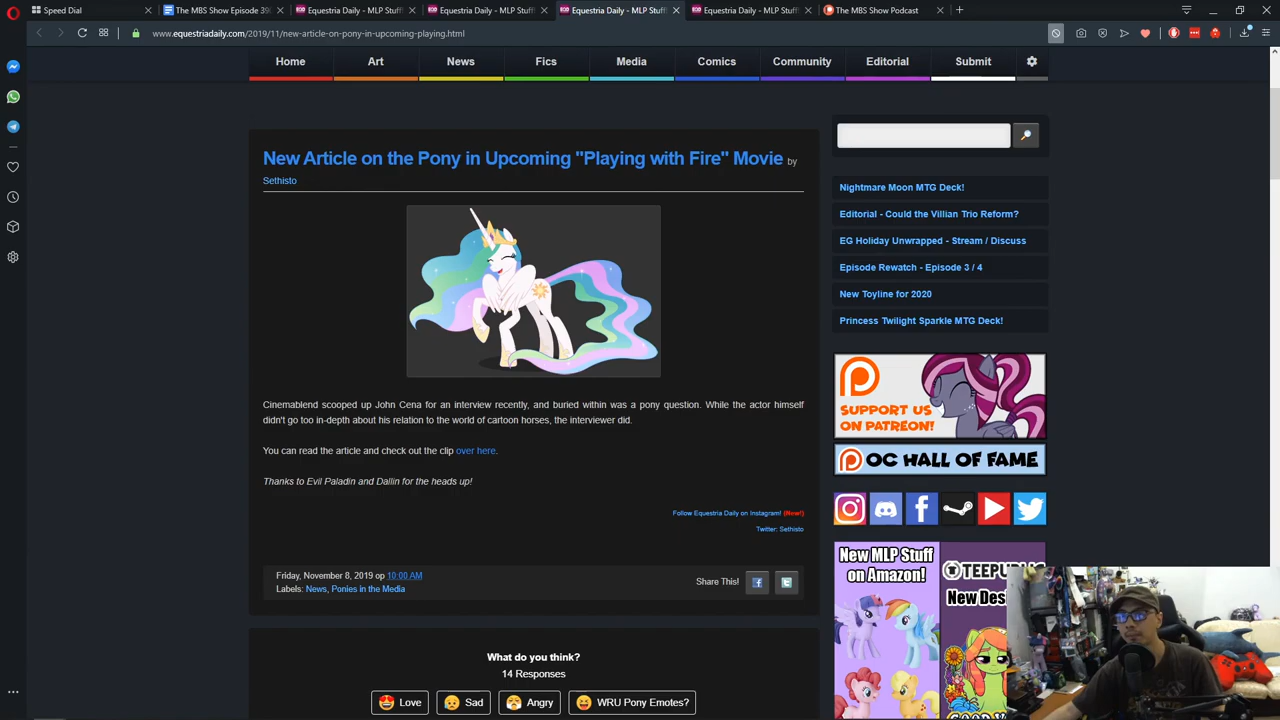 Speed Dial
The MBS Show Episode 39
Equestria Daily - MLP Stuff
Equestria Daily - MLP Stuff
Equestria Daily - MLP Stuff
Equestria Daily - MLP Stuff
The MBS Show Podcast
www.equestriadaily.com/2019/11/new-article-on-pony-in-upcoming-playing.html
Home
Art
News
Fics
Media
Comics
Community
Editorial
Submit
New Article on the Pony in Upcoming "Playing with Fire" Movie by
Sethisto
Cinemablend scooped up John Cena for an interview recently, and buried within was a pony question. While the actor himself
didn't go too in-depth about his relation to the world of cartoon horses, the interviewer did.
You can read the article and check out the clip over here.
Thanks to Evil Paladin and Dallin for the heads up!
Follow Equestria Daily on Instagram! (New!)
Twitter: Sethisto
Friday, November 8, 2019 op 10:00 AM
Labels: News, Ponies in the Media
Share This!
What do you think?
14 Responses
Love
Sad
Angry
WRU Pony Emotes?
Nightmare Moon MTG Deck!
Editorial - Could the Villian Trio Reform?
EG Holiday Unwrapped - Stream / Discuss
Episode Rewatch - Episode 3 / 4
New Toyline for 2020
Princess Twilight Sparkle MTG Deck!
SUPPORT US
ON PATREON!
OC HALL OF FAME
New MLP Stuff
on Amazon!
TEEPUBLIC
New Des